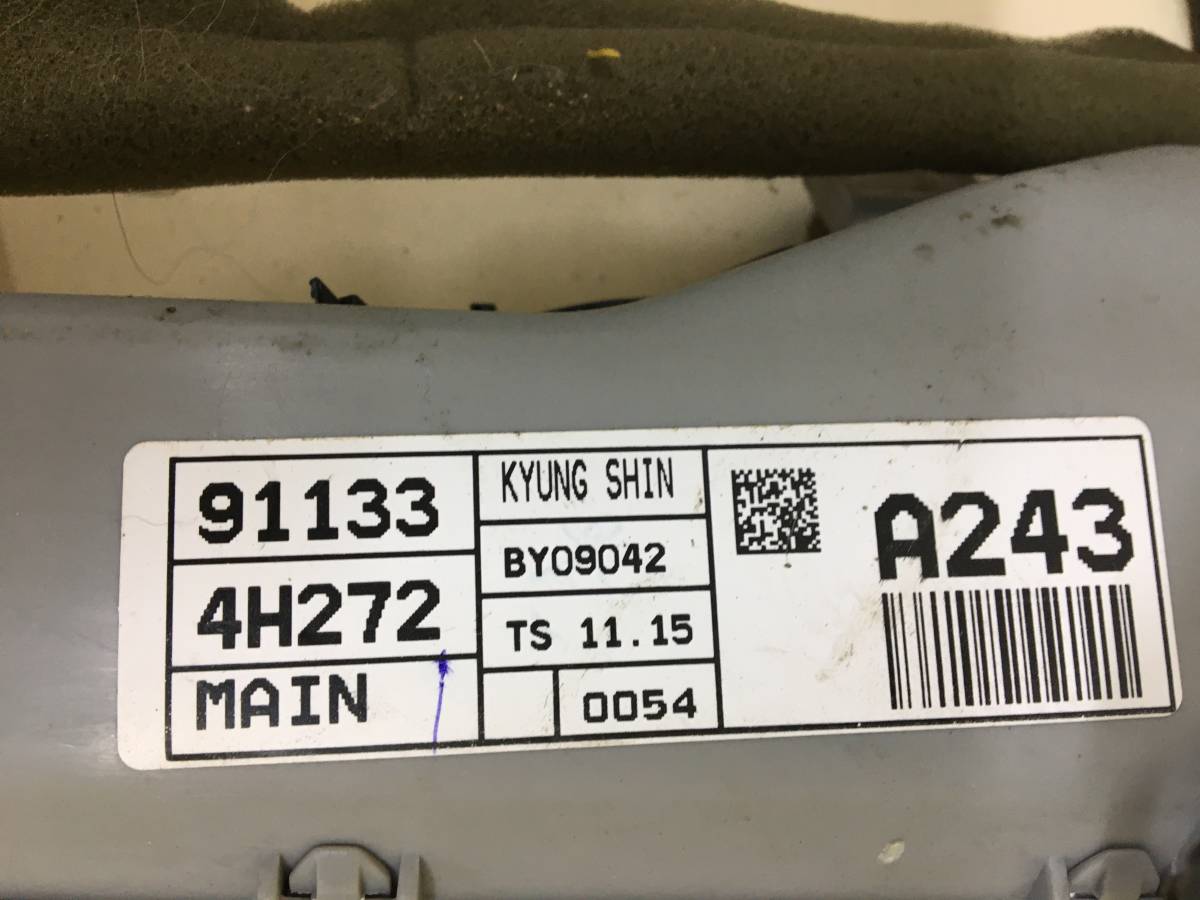 91133
4H272
MAIN
KYUNG SHIN
BY09042
TS 11.15
0054
A243